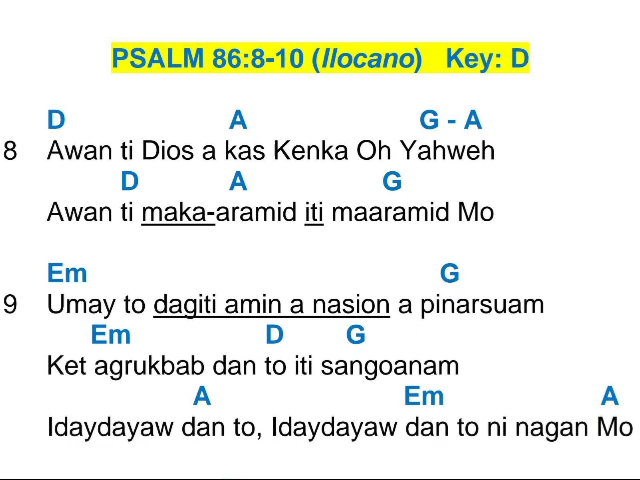 PSALM 86:8-10 (Ilocano) Key: D
D A G - A
8 Awan ti Dios a kas Kenka Oh Yahweh
D A G
Awan ti maka-aramid iti maaramid Mo
Em G
9 Umay to dagiti amin a nasion a pinarsuam
Em D G
Ket agrukbab dan to iti sangoanam
A Em A
Idaydayaw dan to, Idaydayaw dan to ni nagan Mo